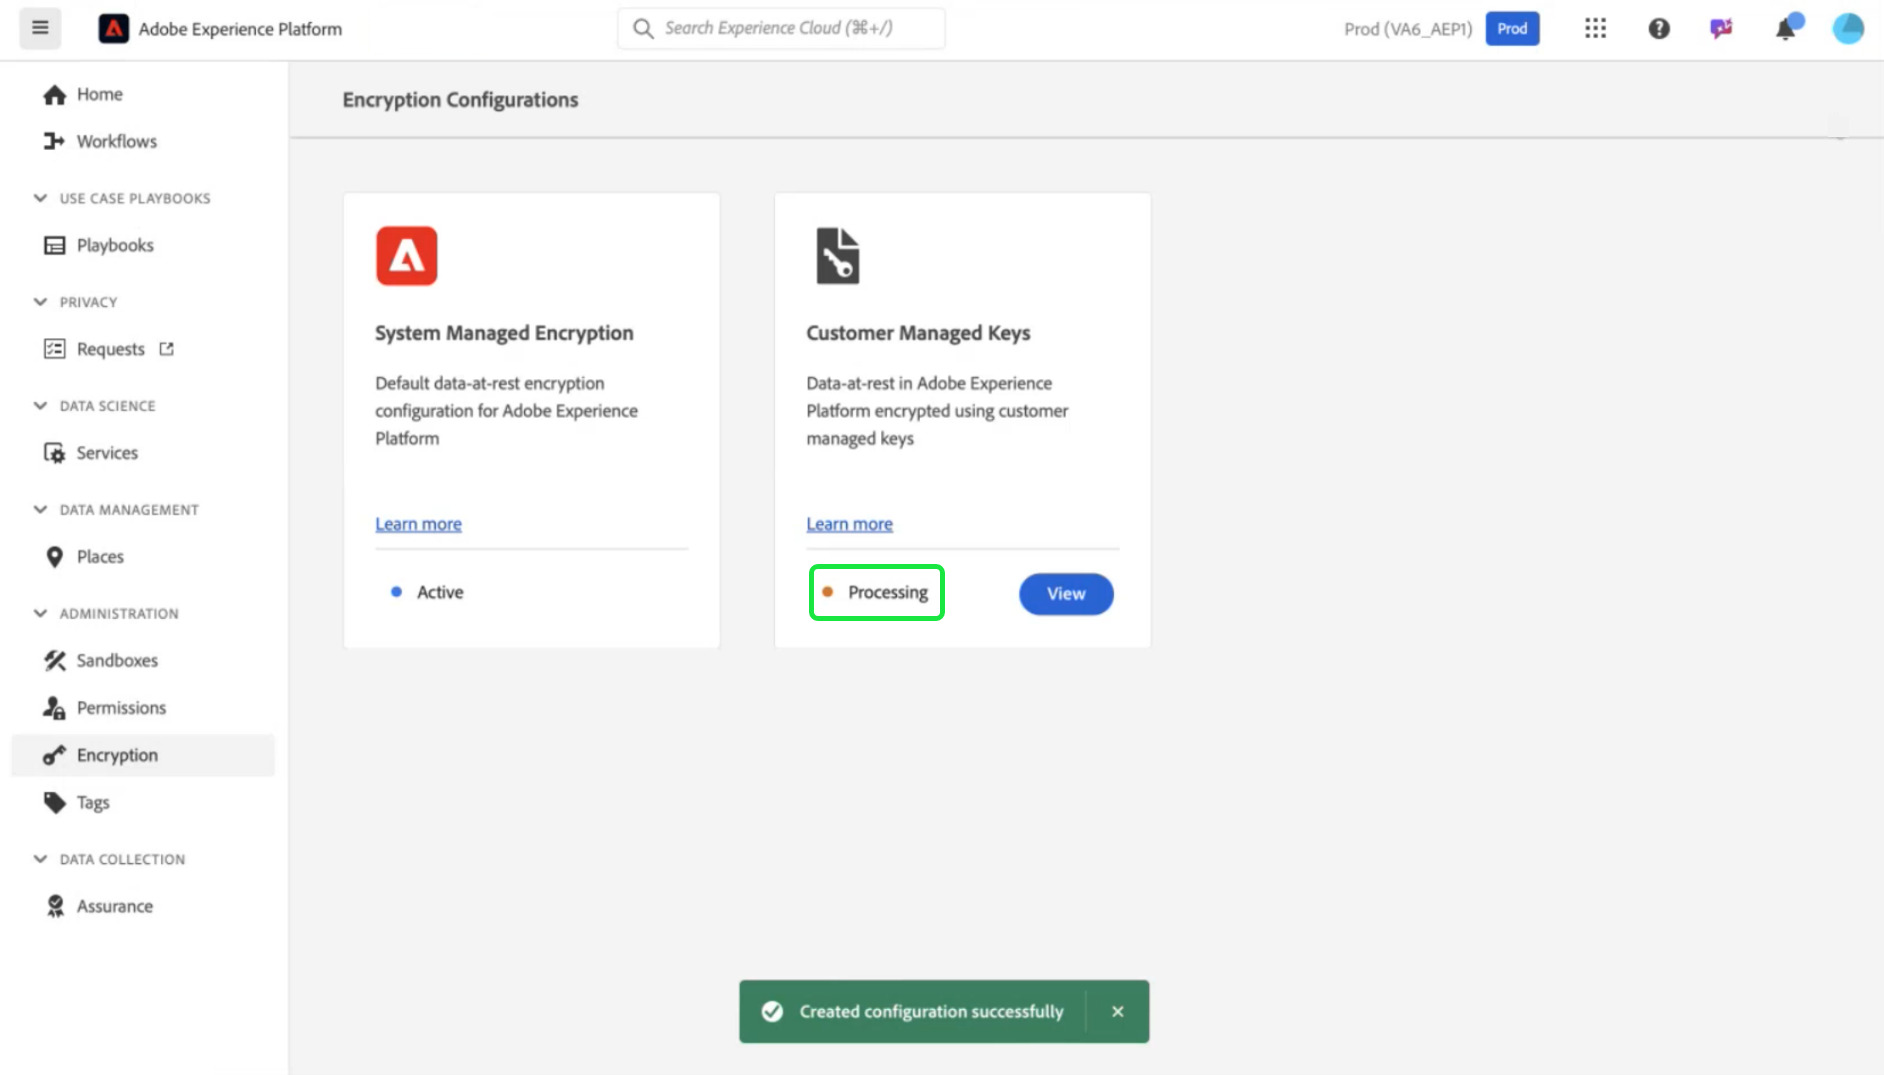 Adobe Experience Platform
Search Experience Cloud (⌘+/)
Prod (VA6_AEP1)
Prod
Home
Workflows
USE CASE PLAYBOOKS
Playbooks
PRIVACY
Requests
DATA SCIENCE
Services
DATA MANAGEMENT
Places
ADMINISTRATION
Sandboxes
Permissions
Encryption
Tags
DATA COLLECTION
Assurance
Encryption Configurations
System Managed Encryption
Default data-at-rest encryption
configuration for Adobe Experience
Platform
Learn more
Active
Customer Managed Keys
Data-at-rest in Adobe Experience
Platform encrypted using customer
managed keys
Learn more
Processing
View
Created configuration successfully